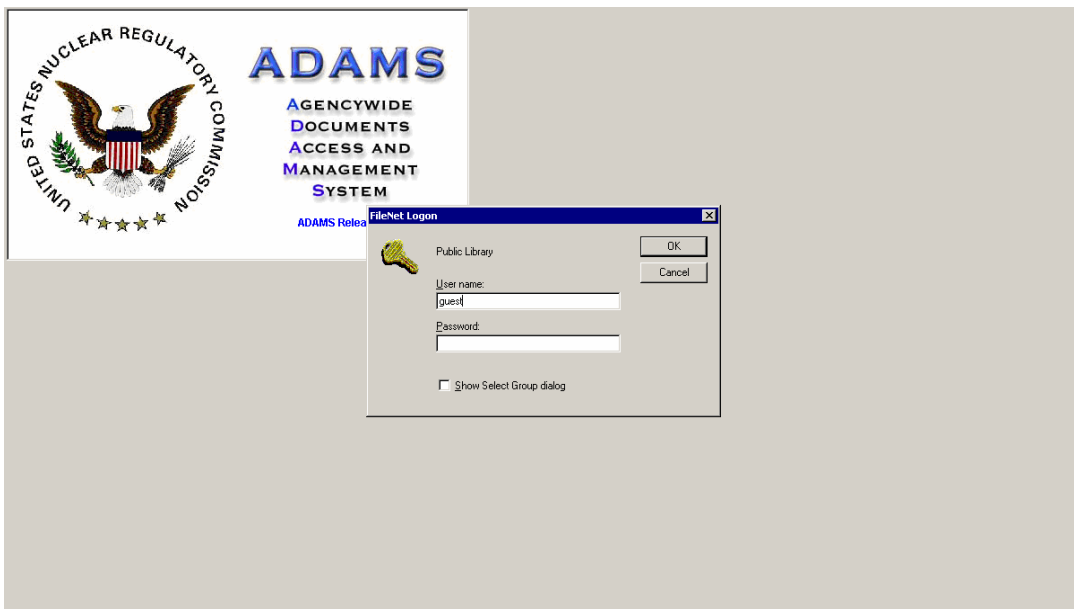 UNITED STATES NUCLEAR REGULATORY COMMISSION
ADAMS
AGENCYWIDE
DOCUMENTS
ACCESS AND
MANAGEMENT
SYSTEM
ADAMS Relea
FileNet Logon
Public Library
OK
Cancel
User name:
guest
Password:
Show Select Group dialog